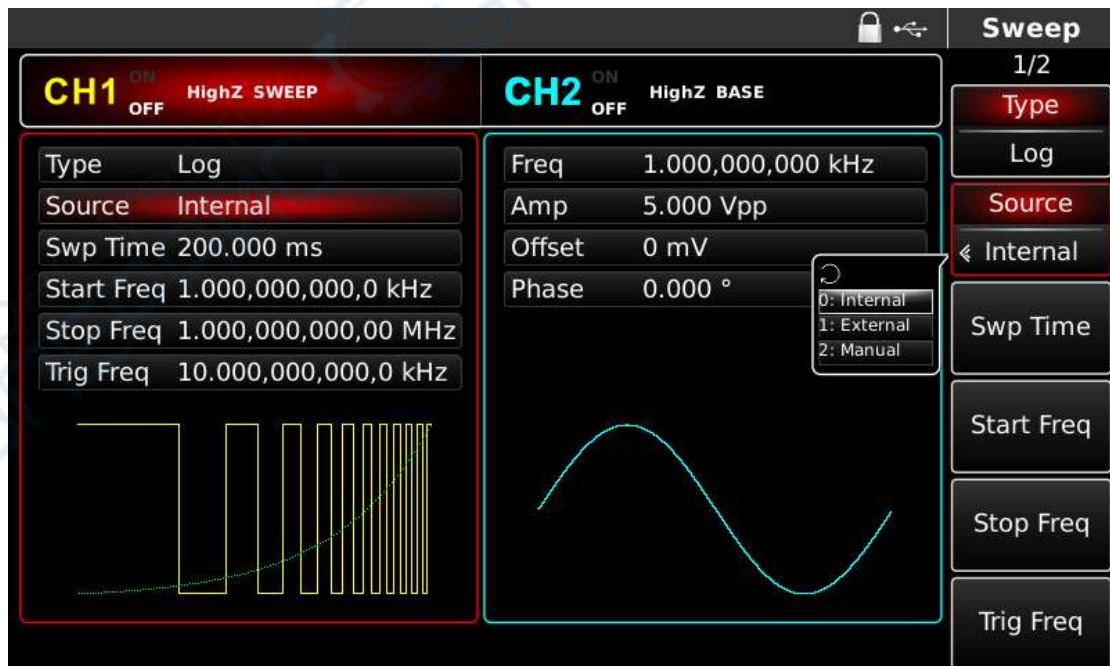 Sweep
1/2
CH1 ON OFF HighZ SWEEP
CH2 ON OFF HighZ BASE
Type Log
Source Internal
Swp Time 200.000 ms
Start Freq 1.000,000,000,0 kHz
Stop Freq 1.000,000,000,00 MHz
Trig Freq 10.000,000,000,0 kHz
Freq 1.000,000,000 kHz
Amp 5.000 Vpp
Offset 0 mV
Phase 0.000 °
0: Internal
1: External
2: Manual
Type
Log
Source
Internal
Swp Time
Start Freq
Stop Freq
Trig Freq